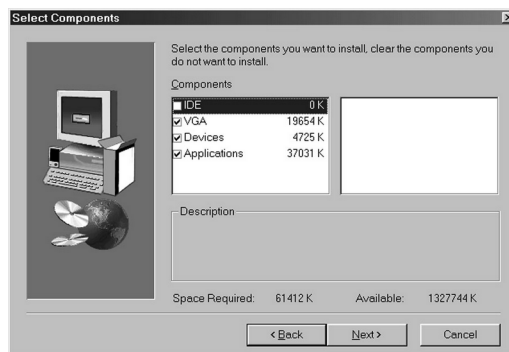 Select Components
Select the components you want to install, clear the components you
do not want to install.
Components
IDE 0 K
VGA 19654 K
Devices 4725 K
Applications 37031 K
Description
Space Required: 61412 K Available: 1327744 K
< Back Next > Cancel